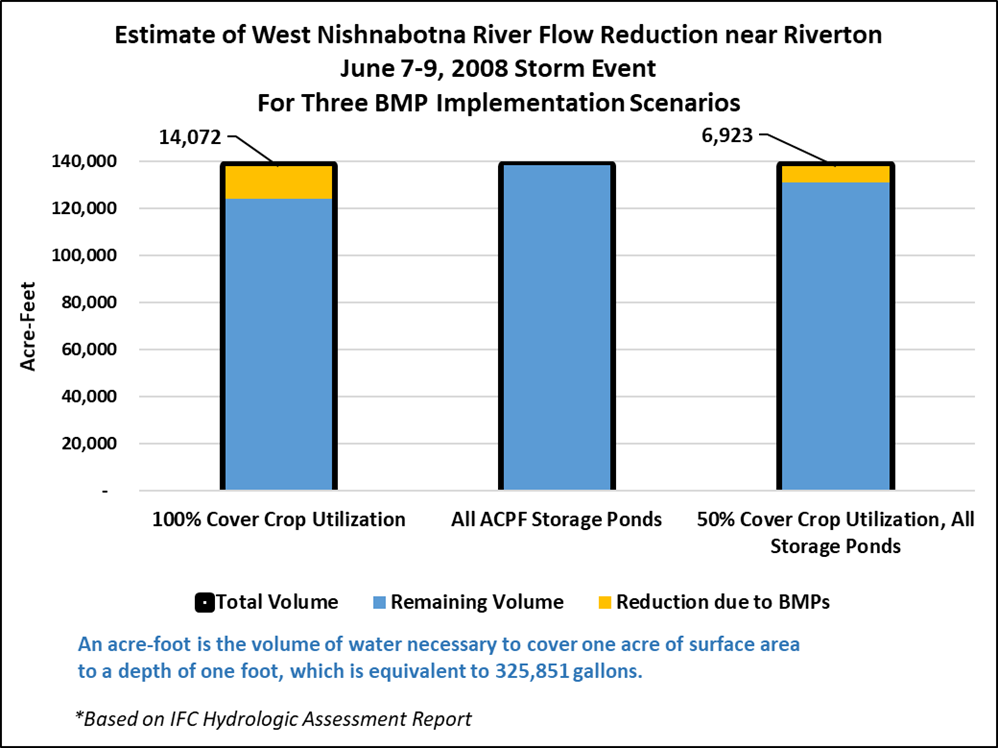 Estimate of West Nishnabotna River Flow Reduction near Riverton
June 7-9, 2008 Storm Event
For Three BMP Implementation Scenarios
14,072
6,923
Acre-Feet
140,000
120,000
100,000
80,000
60,000
40,000
20,000
-
100% Cover Crop Utilization
All ACPF Storage Ponds
50% Cover Crop Utilization, All
Storage Ponds
Total Volume
Remaining Volume
Reduction due to BMPs
An acre-foot is the volume of water necessary to cover one acre of surface area
to a depth of one foot, which is equivalent to 325,851 gallons.
*Based on IFC Hydrologic Assessment Report